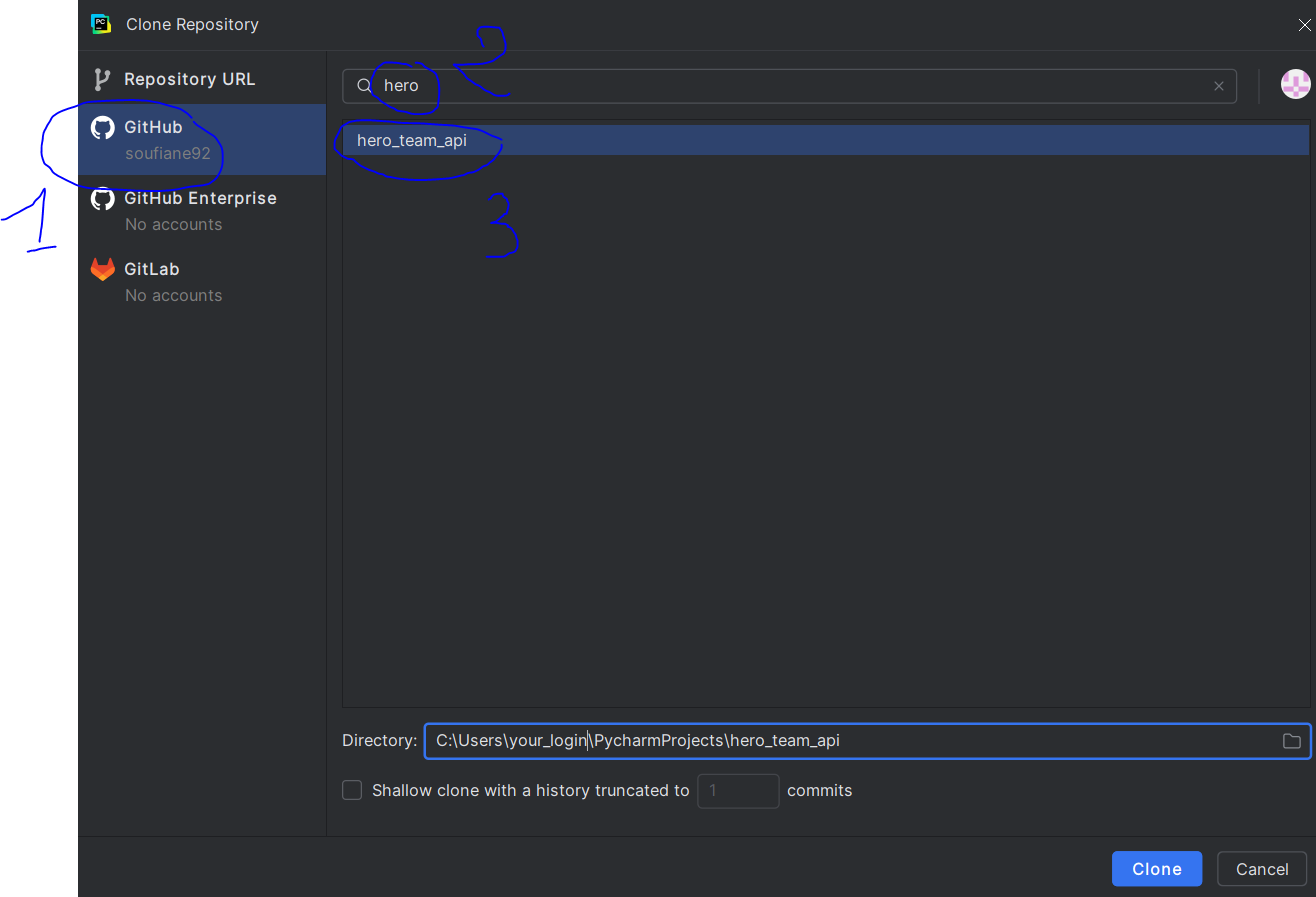 Clone Repository
Repository URL
GitHub
soufiane92
GitHub Enterprise
No accounts
GitLab
No accounts
1
2
hero
hero_team_api
3
Directory: C:\Users\your_login\PycharmProjects\hero_team_api
Shallow clone with a history truncated to 1 commits
Clone Cancel